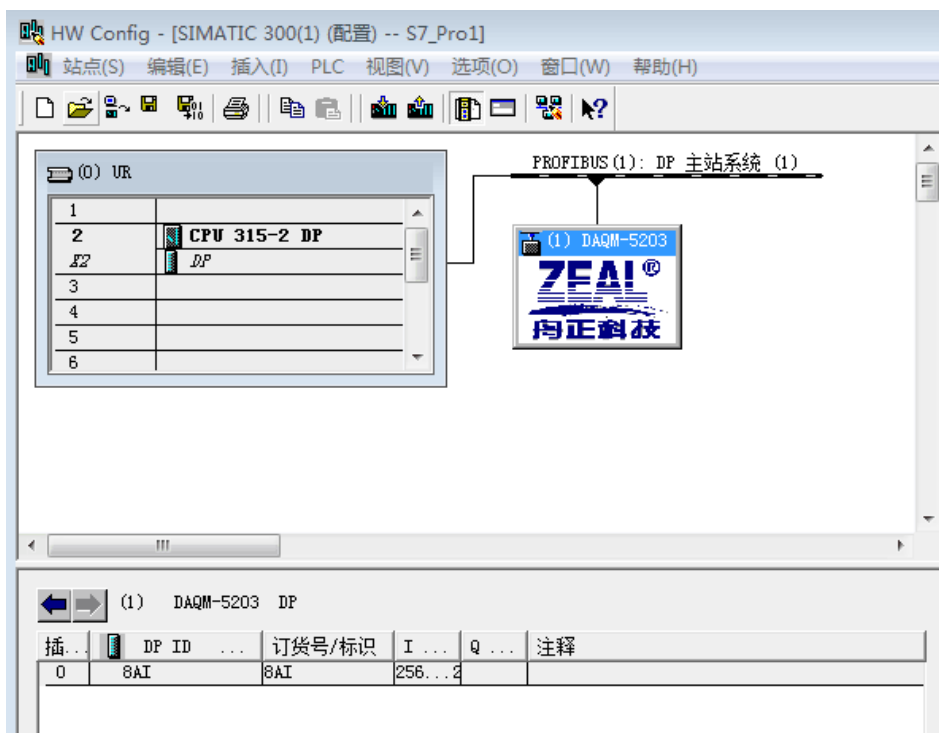 HW Config - [SIMATIC 300(1) (配置) -- S7_Pro1]
站点(S) 编辑(E) 插入(I) PLC 视图(V) 选项(O) 窗口(W) 帮助(H)
(0) UR
1
2 CPU 315-2 DP
E2 DP
3
4
5
6
PROFIBUS(1): DP 主站系统 (1)
(1) DAQM-5203
ZEAL®
舟正科技
(1) DAQM-5203 DP
插... DP ID ... 订货号/标识 I ... Q ... 注释
0 8AI 8AI 256...2